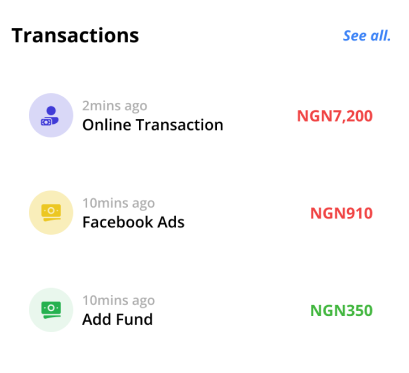 Transactions
See all.
2mins ago
Online Transaction
NGN7,200
10mins ago
Facebook Ads
NGN910
10mins ago
Add Fund
NGN350